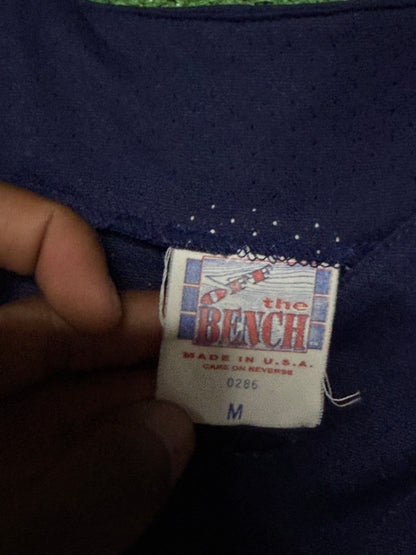 OFF
the
BENCH
MADE IN U.S.A.
CARE ON REVERSE
0286
M